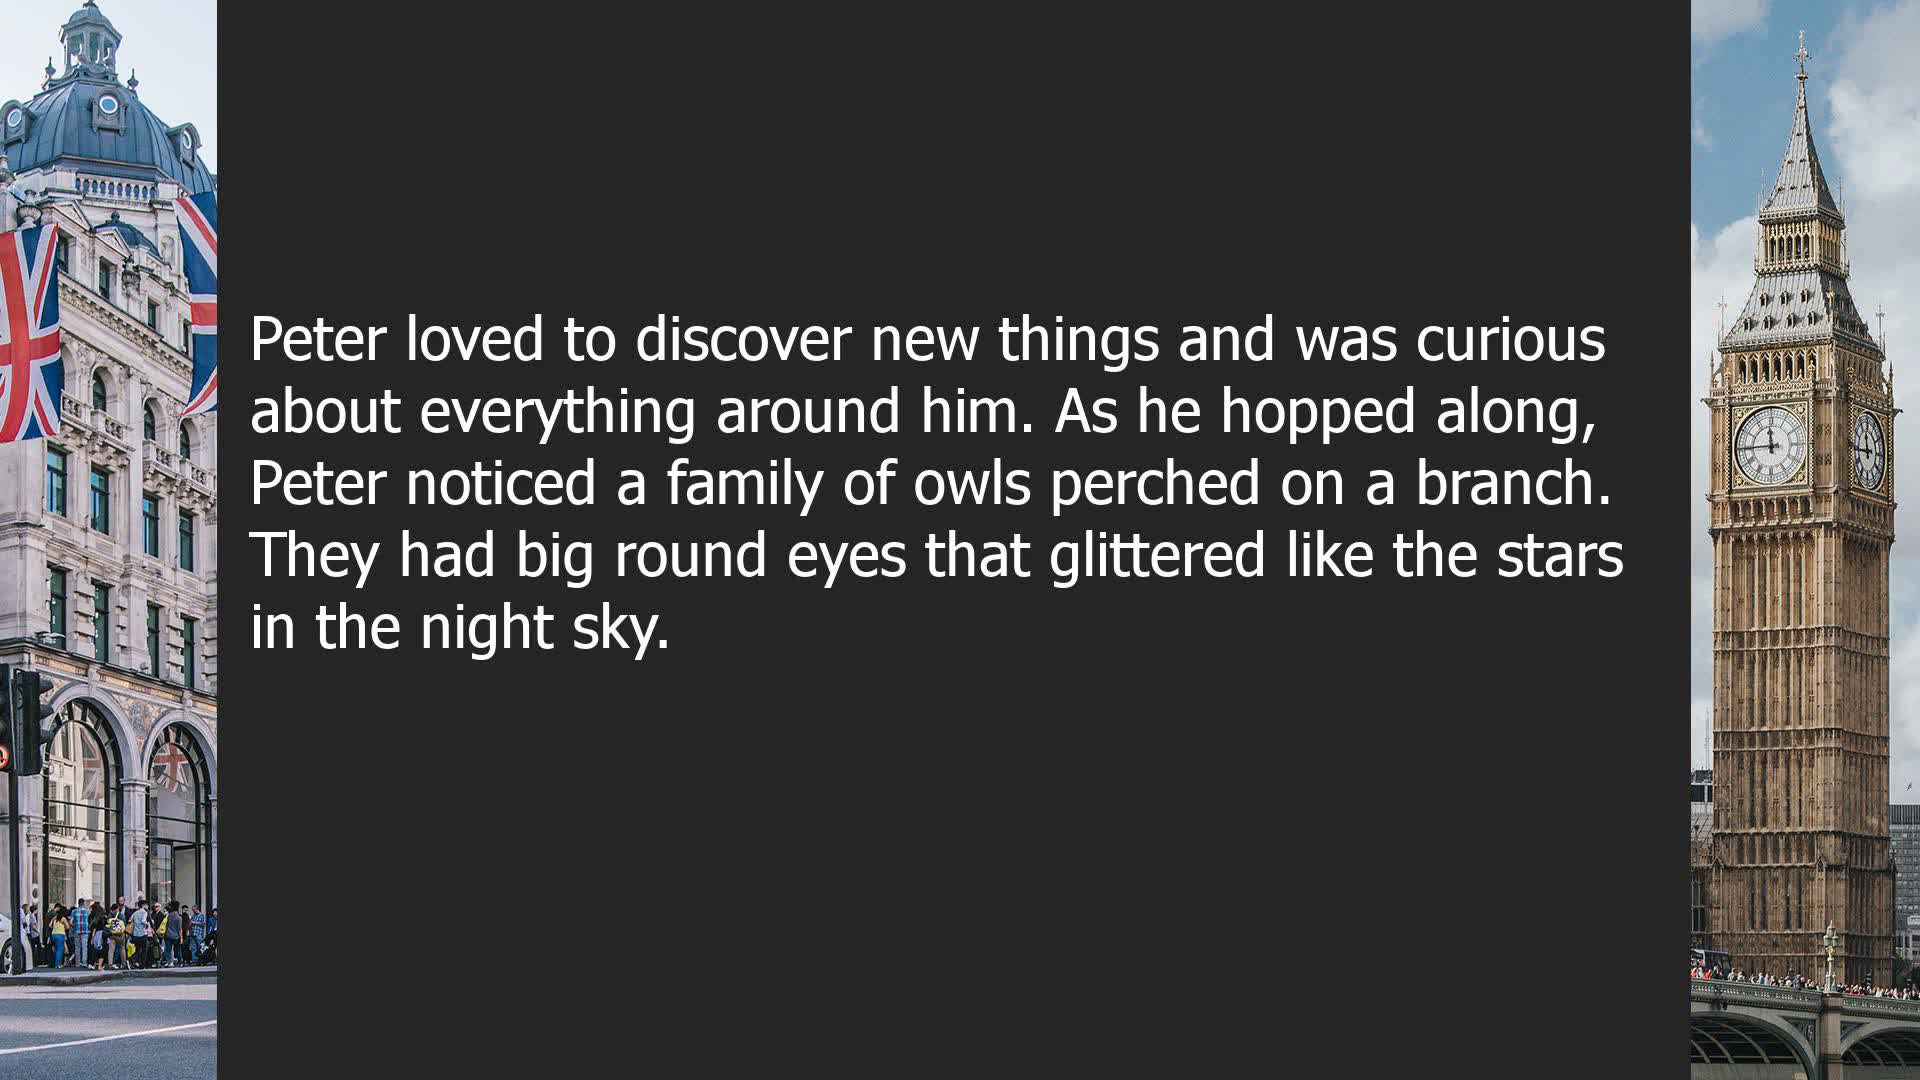 Peter loved to discover new things and was curious
about everything around him. As he hopped along,
Peter noticed a family of owls perched on a branch.
They had big round eyes that glittered like the stars
in the night sky.